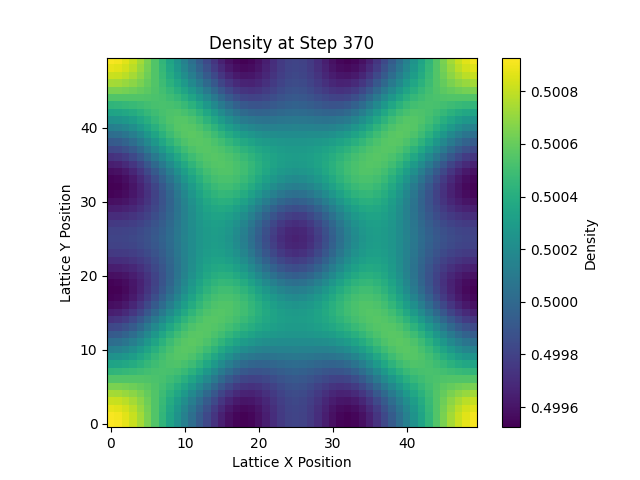 Density at Step 370
Lattice Y Position
40
30
20
10
0
0 10 20 30 40
Lattice X Position
0.5008
0.5006
0.5004
0.5002
0.5000
0.4998
0.4996
Density